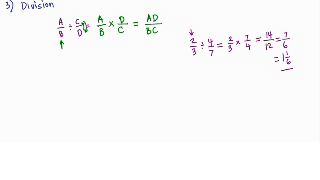 3) Division
A/B ÷ C/D = A/B × D/C = AD/BC
2/3 ÷ 4/7 = 2/3 × 7/4 = 14/12 = 7/6
= 1 1/6